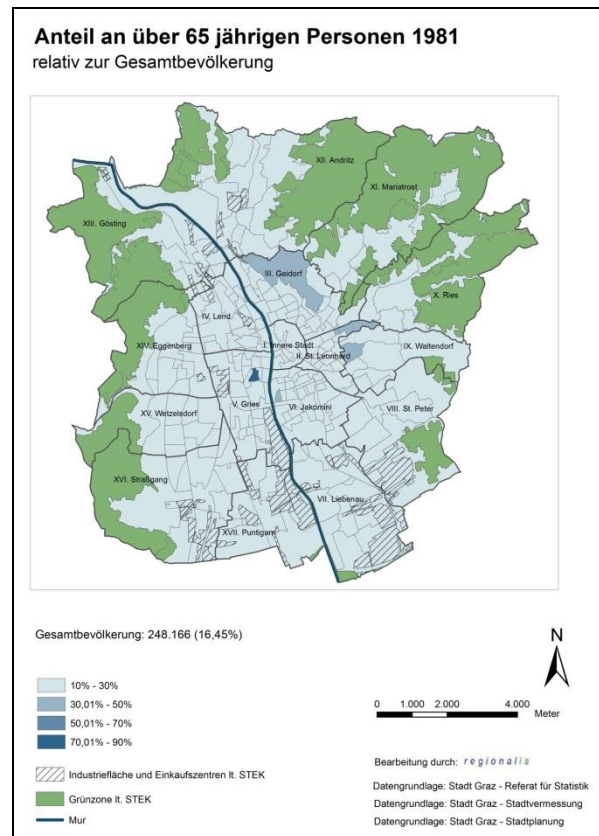 Anteil an über 65 jährigen Personen 1981
relativ zur Gesamtbevölkerung
XII. Andritz
XI. Mariatrost
XIII. Gösting
III. Geidorf
X. Ries
IV. Lend
I. Innere Stadt
XIV. Eggenberg
II. St. Leonhard
IX. Waltendorf
V. Gries
VI. Jakomini
XV. Wetzelsdorf
VIII. St. Peter
XVI. Straßgang
VII. Liebenau
XVII. Puntigam
Gesamtbevölkerung: 248.166 (16,45%)
N
10% - 30%
30,01% - 50%
50,01% - 70%
70,01% - 90%
0 1.000 2.000 4.000
Meter
Industriefläche und Einkaufszentren lt. STEK
Grünzone lt. STEK
Mur
Bearbeitung durch: regionalis
Datengrundlage: Stadt Graz - Referat für Statistik
Datengrundlage: Stadt Graz - Stadtvermessung
Datengrundlage: Stadt Graz - Stadtplanung